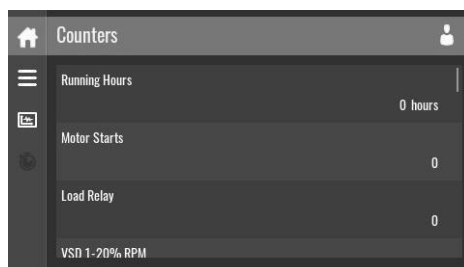 Counters
Running Hours
0 hours
Motor Starts
0
Load Relay
0
VSD 1-20% RPM